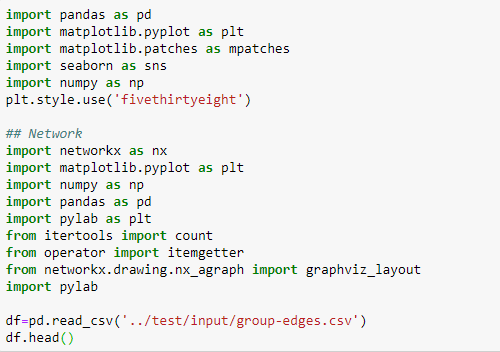 import pandas as pd
import matplotlib.pyplot as plt
import matplotlib.patches as mpatches
import seaborn as sns
import numpy as np
plt.style.use('fivethirtyeight')
## Network
import networkx as nx
import matplotlib.pyplot as plt
import numpy as np
import pandas as pd
import pylab as plt
from itertools import count
from operator import itemgetter
from networkx.drawing.nx_agraph import graphviz_layout
import pylab
df=pd.read_csv('../test/input/group-edges.csv')
df.head()